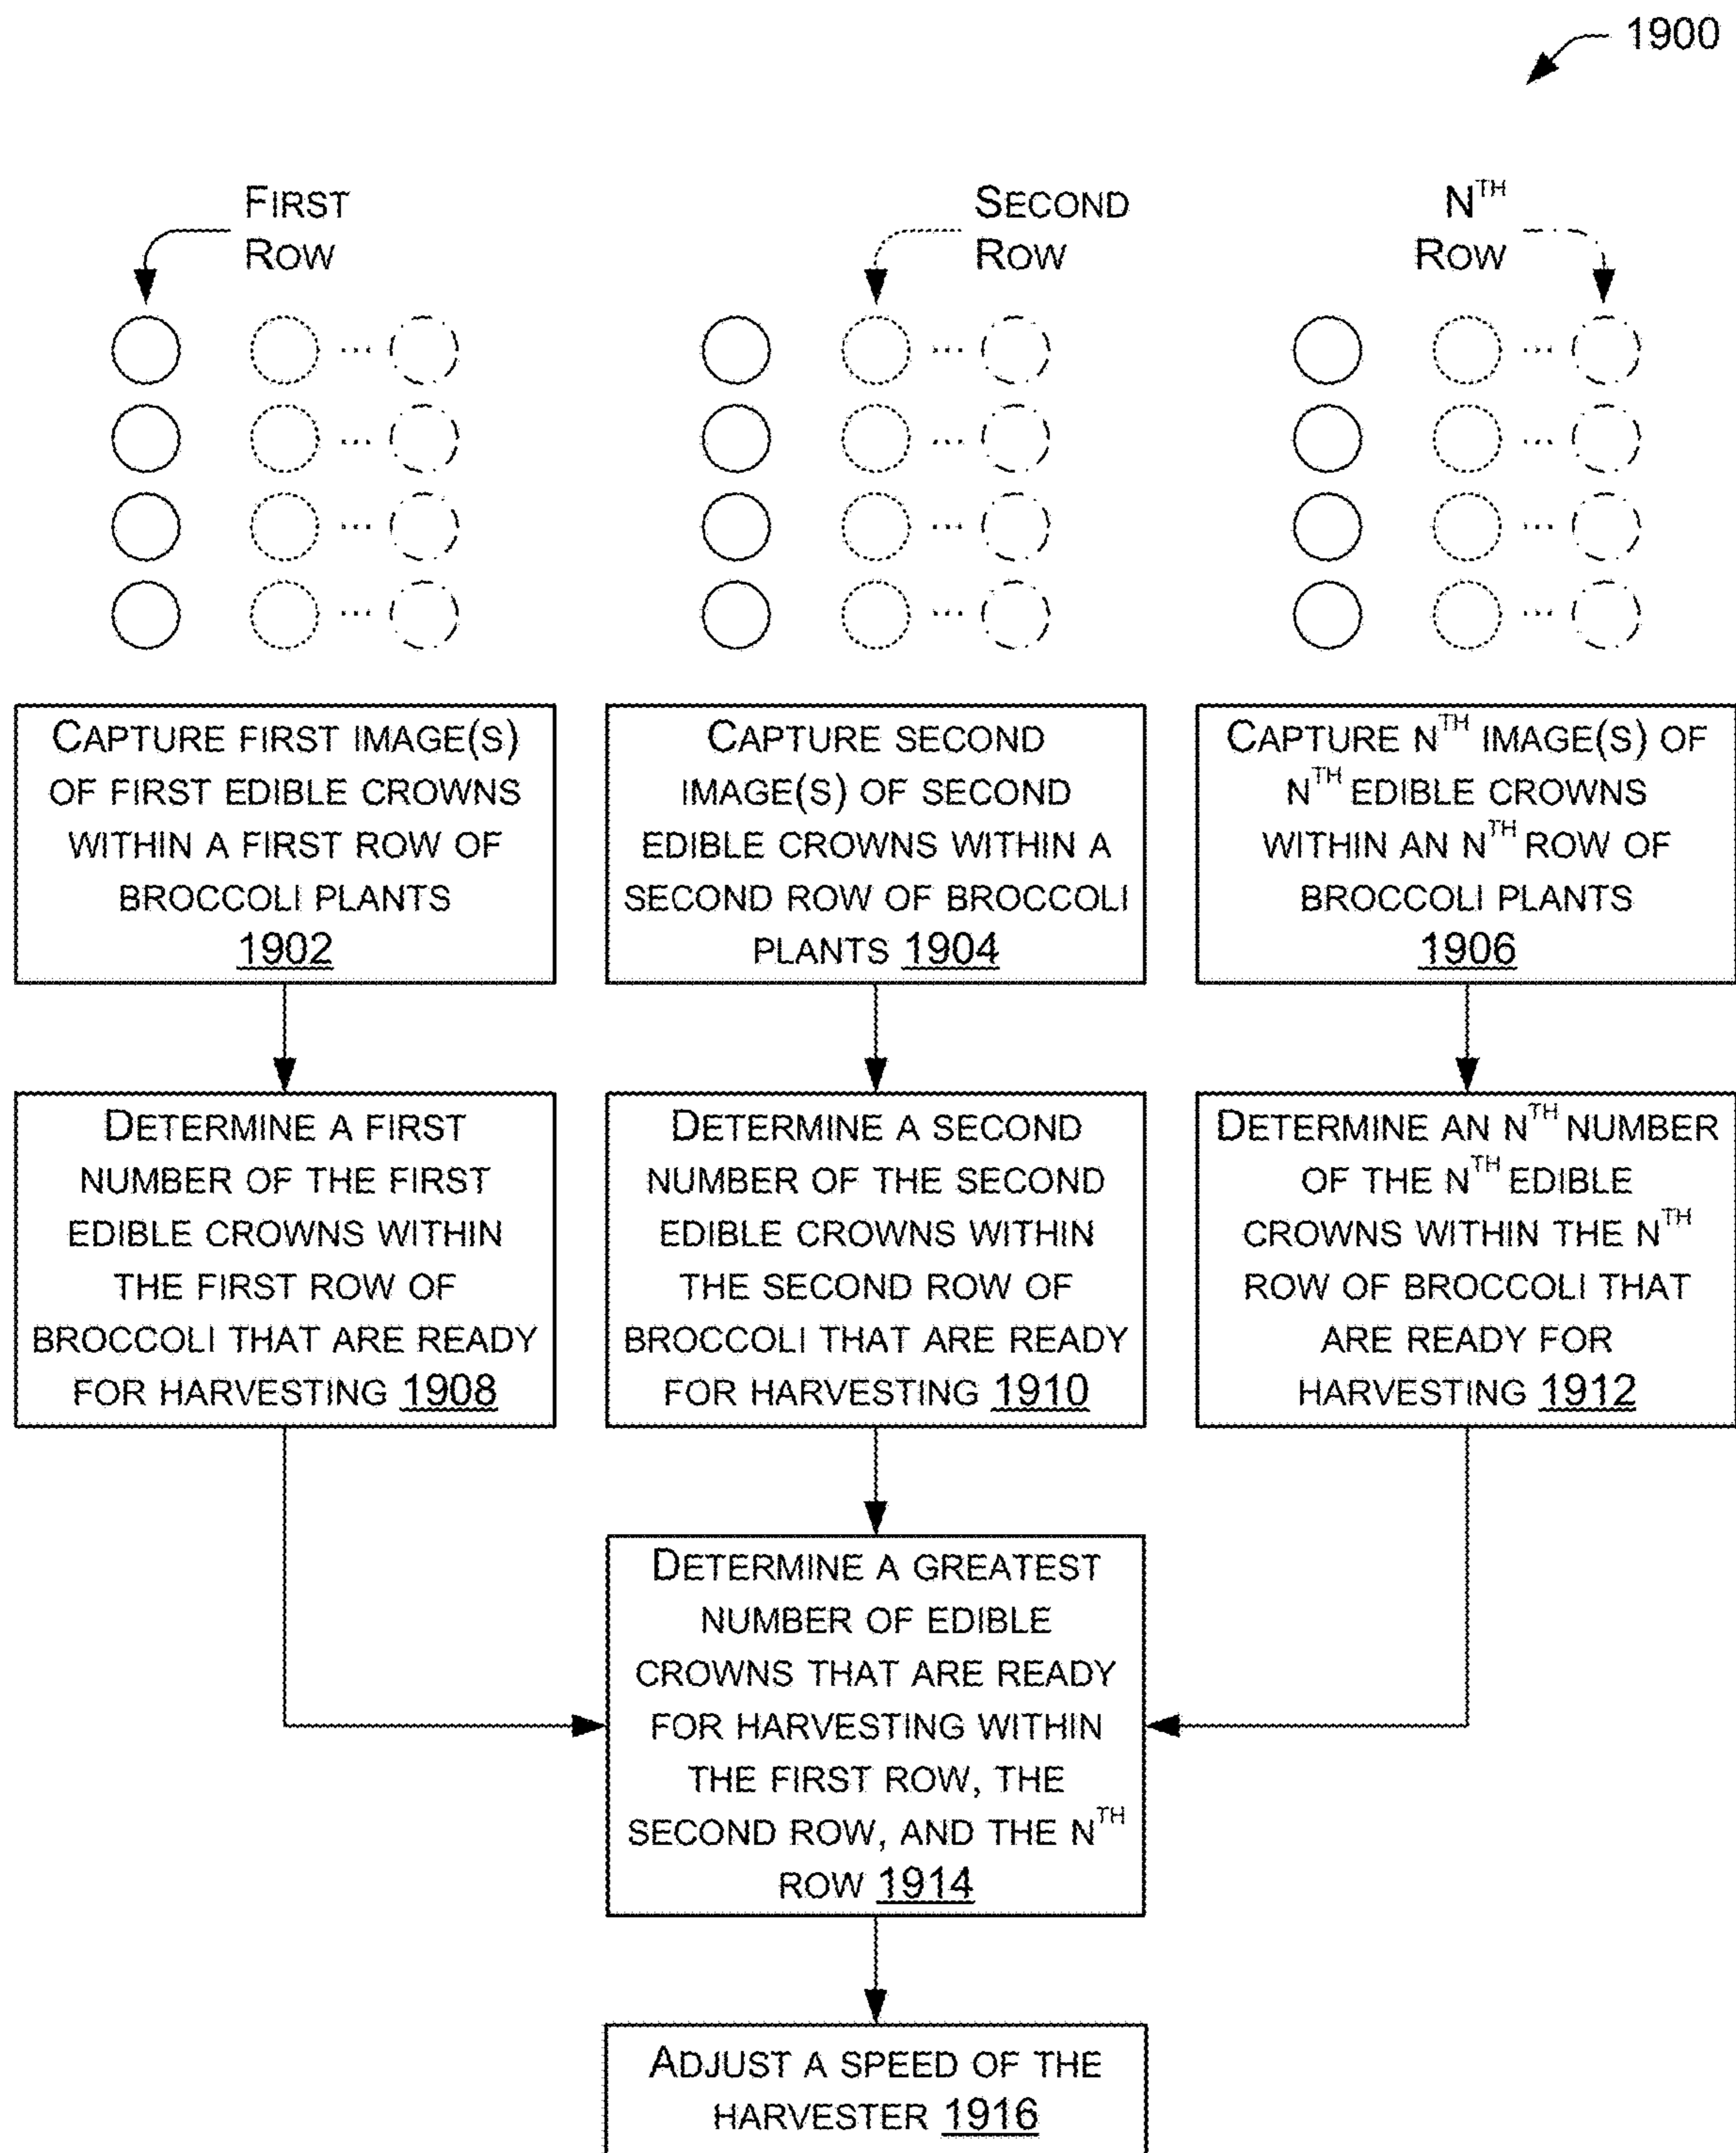 1900
FIRST
ROW
SECOND
ROW
NTH
ROW
CAPTURE FIRST IMAGE(S)
OF FIRST EDIBLE CROWNS
WITHIN A FIRST ROW OF
BROCCOLI PLANTS
1902
CAPTURE SECOND
IMAGE(S) OF SECOND
EDIBLE CROWNS WITHIN A
SECOND ROW OF BROCCOLI
PLANTS 1904
CAPTURE NTH IMAGE(S) OF
NTH EDIBLE CROWNS
WITHIN AN NTH ROW OF
BROCCOLI PLANTS
1906
DETERMINE A FIRST
NUMBER OF THE FIRST
EDIBLE CROWNS WITHIN
THE FIRST ROW OF
BROCCOLI THAT ARE READY
FOR HARVESTING 1908
DETERMINE A SECOND
NUMBER OF THE SECOND
EDIBLE CROWNS WITHIN
THE SECOND ROW OF
BROCCOLI THAT ARE READY
FOR HARVESTING 1910
DETERMINE AN NTH NUMBER
OF THE NTH EDIBLE
CROWNS WITHIN THE NTH
ROW OF BROCCOLI THAT
ARE READY FOR
HARVESTING 1912
DETERMINE A GREATEST
NUMBER OF EDIBLE
CROWNS THAT ARE READY
FOR HARVESTING WITHIN
THE FIRST ROW, THE
SECOND ROW, AND THE NTH
ROW 1914
ADJUST A SPEED OF THE
HARVESTER 1916